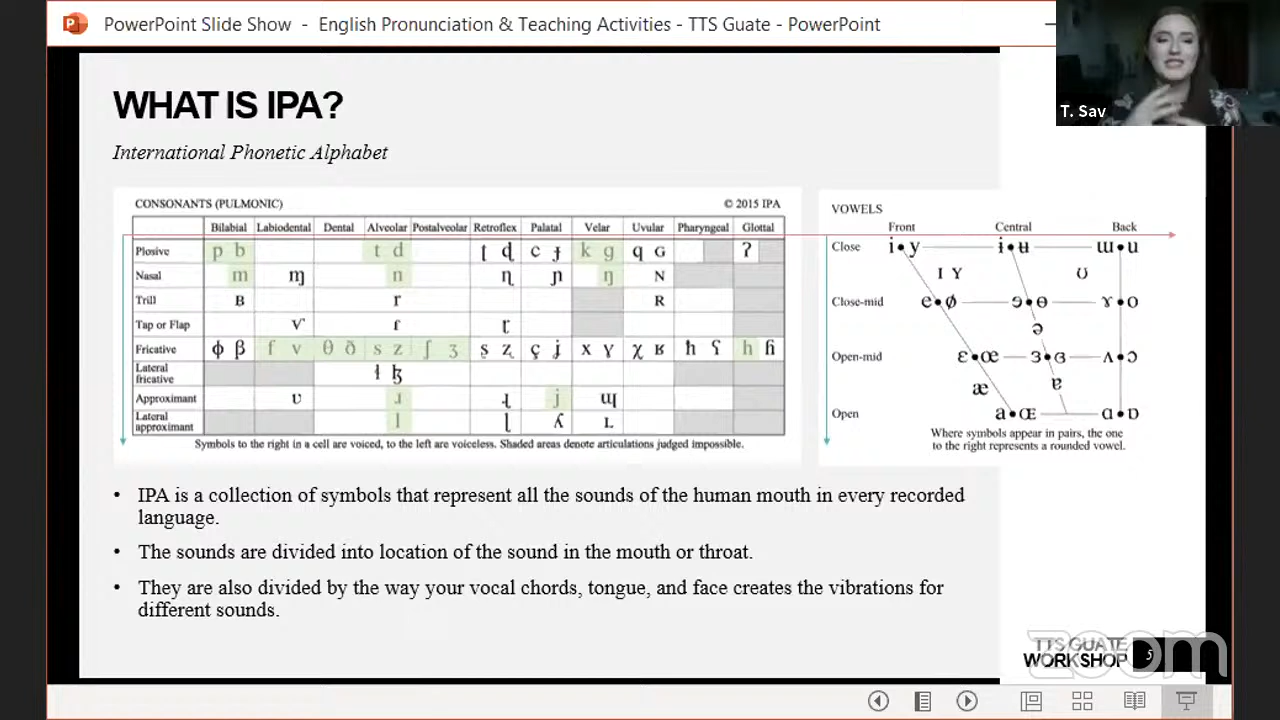 PowerPoint Slide Show - English Pronunciation & Teaching Activities - TTS Guate - PowerPoint
T. Sav
WHAT IS IPA?
International Phonetic Alphabet
CONSONANTS (PULMONIC) © 2015 IPA
Bilabial Labiodental Dental Alveolar Postalveolar Retroflex Palatal Velar Uvular Pharyngeal Glottal
Plosive p b t d ʈ ɖ c ɟ k g q ɢ ʔ
Nasal m ɱ n ɳ ɲ ŋ ɴ
Trill ʙ r ʀ
Tap or Flap ⱱ ɾ ɽ
Fricative ɸ β f v θ ð s z ʃ ʒ ʂ ʐ ç ʝ x ɣ χ ʁ ħ ʕ h ɦ
Lateral
fricative ɬ ɮ
Approximant ʋ ɹ ɻ j ɰ
Lateral
approximant l ɭ ʎ ʟ
Symbols to the right in a cell are voiced, to the left are voiceless. Shaded areas denote articulations judged impossible.
VOWELS
Front Central Back
Close i • y ɨ • ʉ ɯ • u
ɪ ʏ ʊ
Close-mid e • ø ɘ • ɵ ɤ • o
ə
Open-mid ɛ • œ ɜ • ɞ ʌ • ɔ
æ ɐ
Open a • ɶ ɑ • ɒ
Where symbols appear in pairs, the one
to the right represents a rounded vowel.
• IPA is a collection of symbols that represent all the sounds of the human mouth in every recorded
language.
• The sounds are divided into location of the sound in the mouth or throat.
• They are also divided by the way your vocal chords, tongue, and face creates the vibrations for
different sounds.
TTS GUATE
WORKSHOP 5
zoom